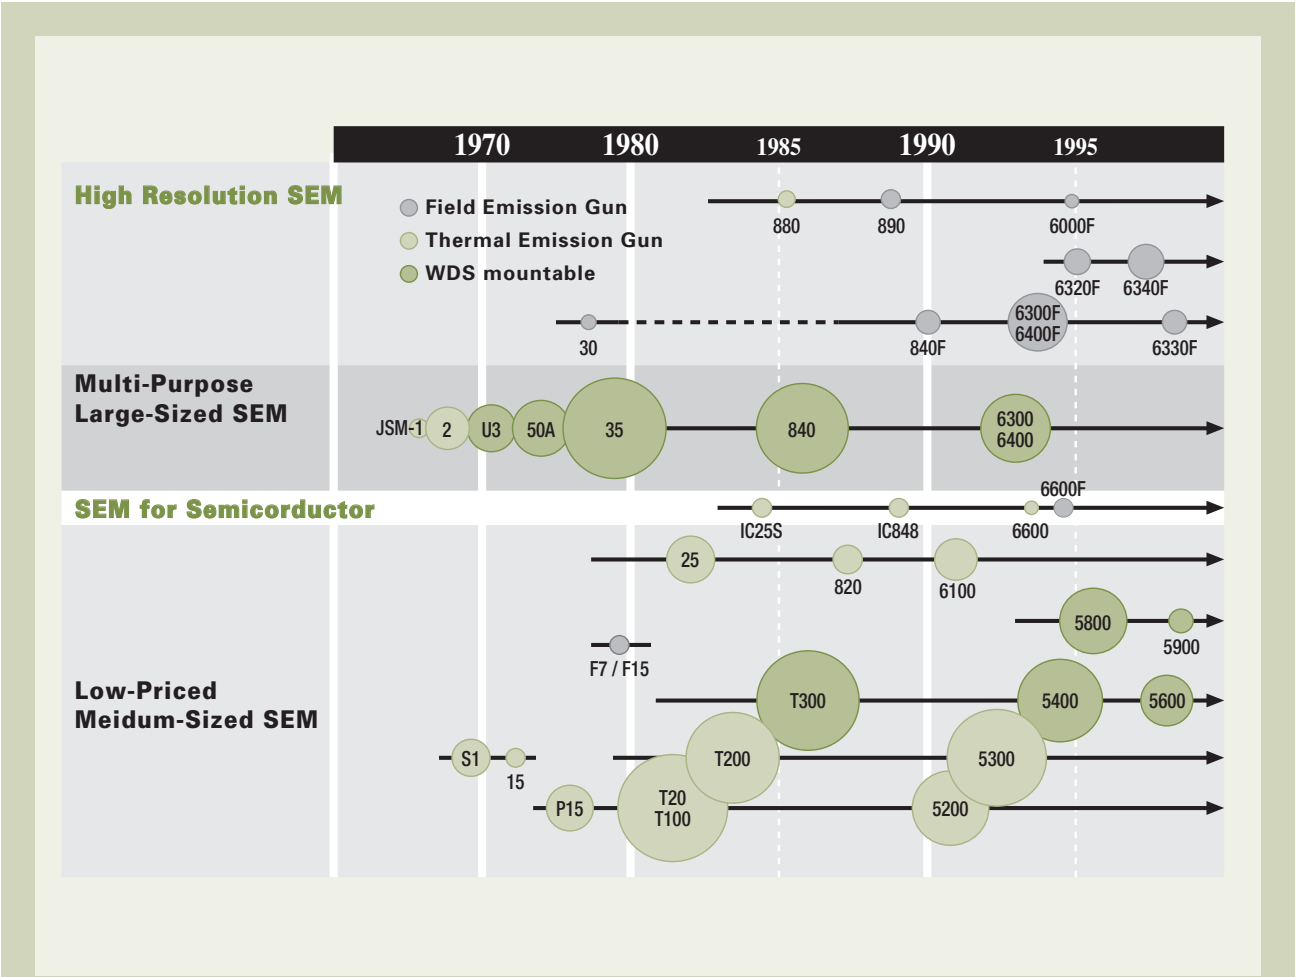 1970 1980 1985 1990 1995
High Resolution SEM
Field Emission Gun
Thermal Emission Gun
WDS mountable
880 890 6000F
6320F 6340F
6300F
6400F
30 840F 6330F
Multi-Purpose
Large-Sized SEM
JSM-1 2 U3 50A 35 840 6300
6400
SEM for Semicorductor
6600F
IC25S IC848 6600
25
820 6100
5800
5900
F7 / F15
Low-Priced
Meidum-Sized SEM
T300 5400 5600
S1 T200 5300
15
P15 T20
T100 5200